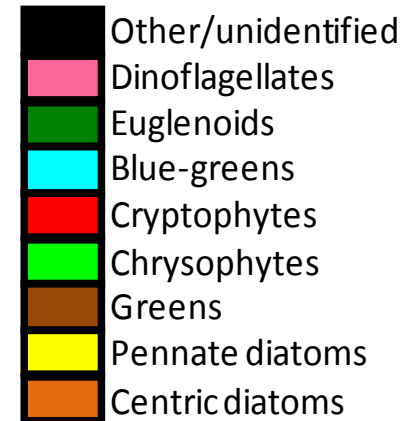 Other/unidentified
Dinoflagellates
Euglenoids
Blue-greens
Cryptophytes
Chrysophytes
Greens
Pennate diatoms
Centric diatoms